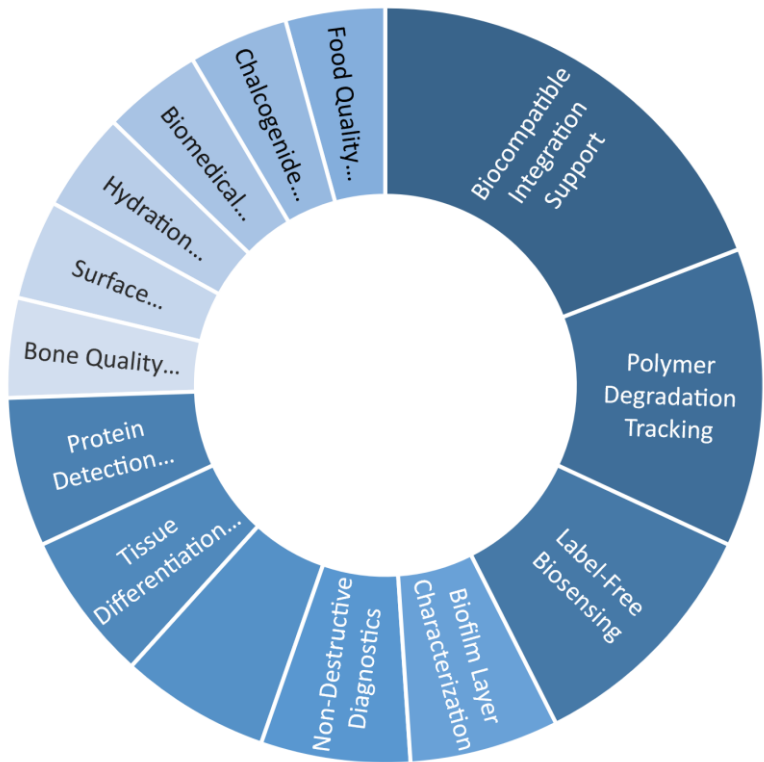 Biocompatible
Integration
Support
Polymer
Degradation
Tracking
Label-Free
Biosensing
Biofilm Layer
Characterization
Non-Destructive
Diagnostics
Tissue
Differentiation...
Protein
Detection...
Bone Quality...
Surface...
Hydration...
Biomedical...
Chalcogenide...
Food Quality...